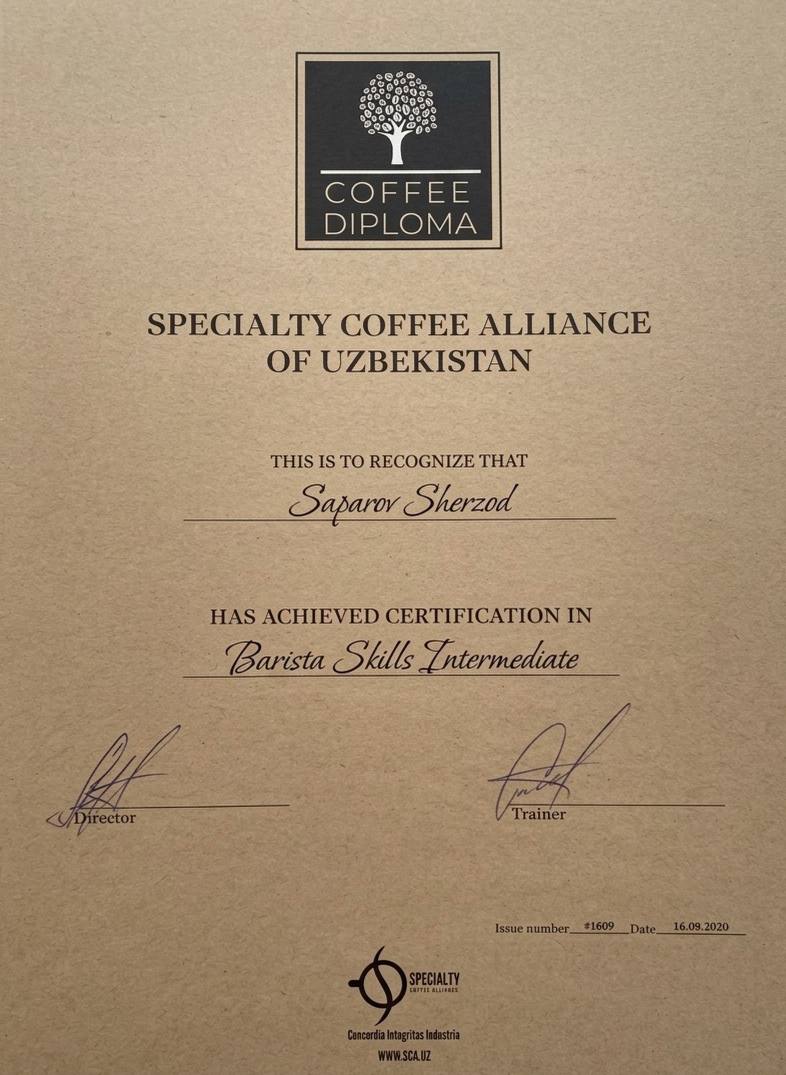 COFFEE
DIPLOMA
SPECIALTY COFFEE ALLIANCE
OF UZBEKISTAN
THIS IS TO RECOGNIZE THAT
Saparov Sherzod
HAS ACHIEVED CERTIFICATION IN
Barista Skills Intermediate
Director
Trainer
Issue number #1609 Date 16.09.2020
SPECIALTY
COFFEE ALLIANCE
Concordia Integritas Industria
WWW.SCA.UZ